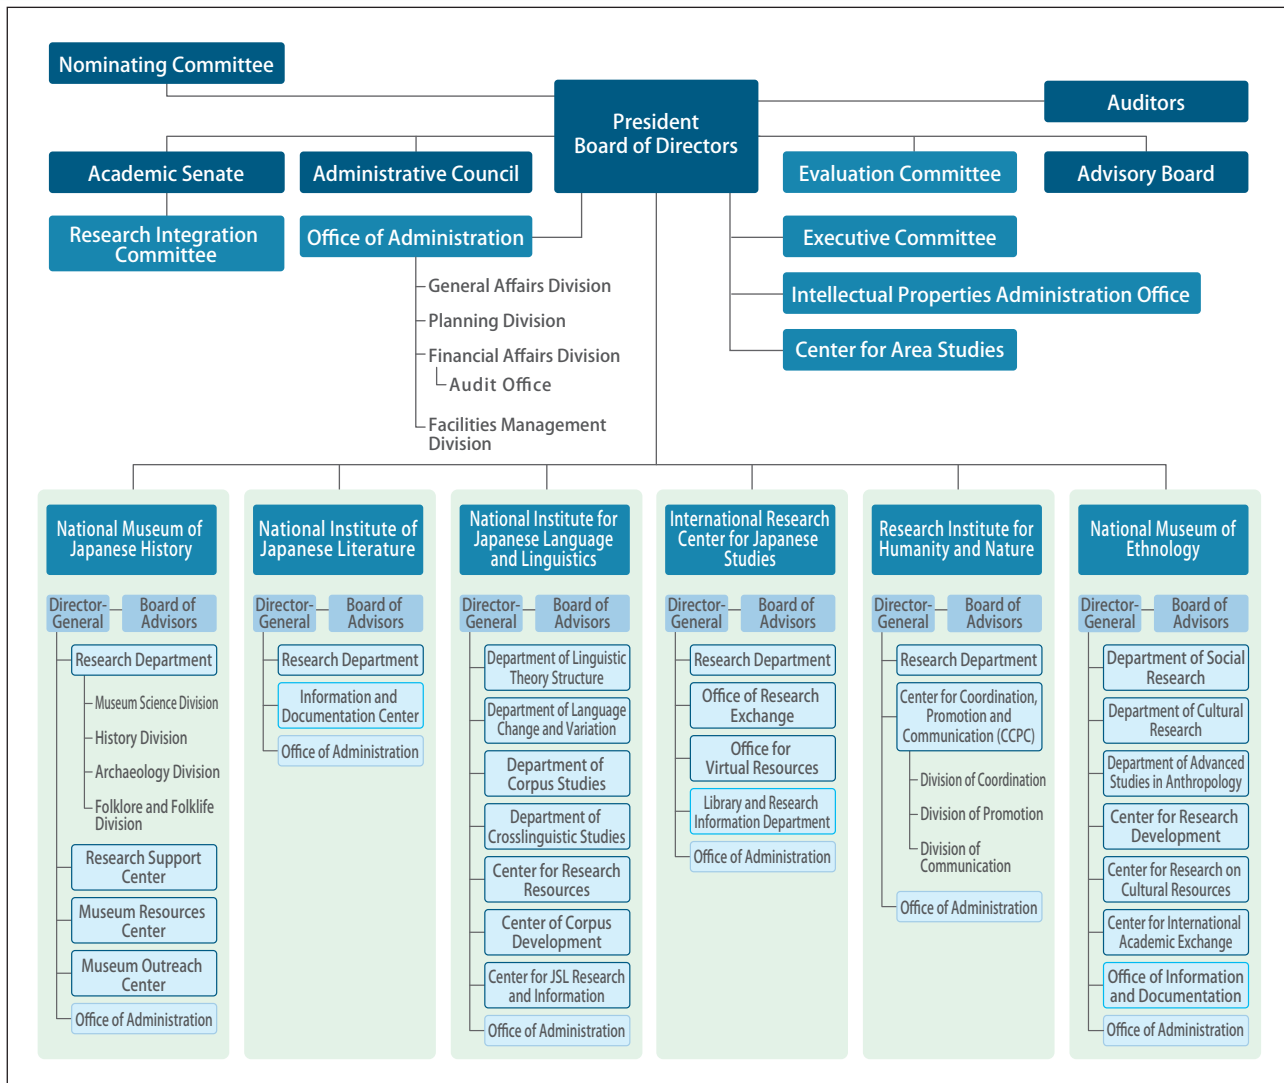 Nominating Committee
President
Board of Directors
Auditors
Academic Senate
Administrative Council
Evaluation Committee
Advisory Board
Research Integration
Committee
Office of Administration
General Affairs Division
Planning Division
Financial Affairs Division
Audit Office
Facilities Management
Division
Executive Committee
Intellectual Properties Administration Office
Center for Area Studies
National Museum of
Japanese History
Director-
General
Board of
Advisors
Research Department
Museum Science Division
History Division
Archaeology Division
Folklore and Folklife
Division
Research Support
Center
Museum Resources
Center
Museum Outreach
Center
Office of Administration
National Institute of
Japanese Literature
Director-
General
Board of
Advisors
Research Department
Information and
Documentation Center
Office of Administration
National Institute for
Japanese Language
and Linguistics
Director-
General
Board of
Advisors
Department of Linguistic
Theory Structure
Department of Language
Change and Variation
Department of
Corpus Studies
Department of
Crosslinguistic Studies
Center for Research
Resources
Center of Corpus
Development
Center for JSL Research
and Information
Office of Administration
International Research
Center for Japanese
Studies
Director-
General
Board of
Advisors
Research Department
Office of Research
Exchange
Office for
Virtual Resources
Library and Research
Information Department
Office of Administration
Research Institute for
Humanity and Nature
Director-
General
Board of
Advisors
Research Department
Center for Coordination,
Promotion and
Communication (CCPC)
Division of Coordination
Division of Promotion
Division of
Communication
Office of Administration
National Museum of
Ethnology
Director-
General
Board of
Advisors
Department of Social
Research
Department of Cultural
Research
Department of Advanced
Studies in Anthropology
Center for Research
Development
Center for Research on
Cultural Resources
Center for International
Academic Exchange
Office of Information
and Documentation
Office of Administration